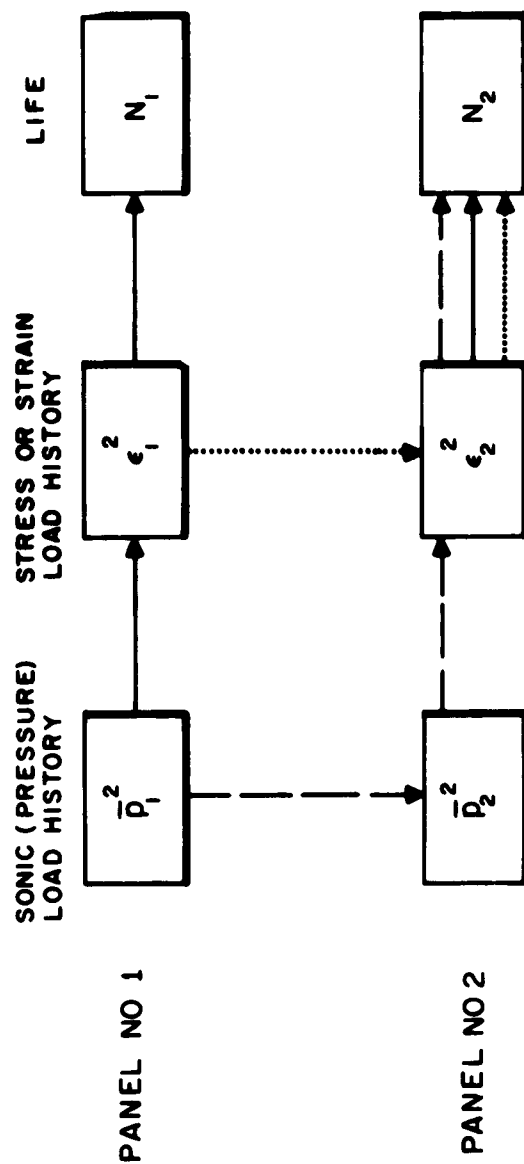 SONIC (PRESSURE)
LOAD HISTORY
STRESS OR STRAIN
LOAD HISTORY
LIFE
PANEL NO 1
p̅₁²
ϵ₁²
N₁
PANEL NO 2
p̅₂²
ϵ₂²
N₂